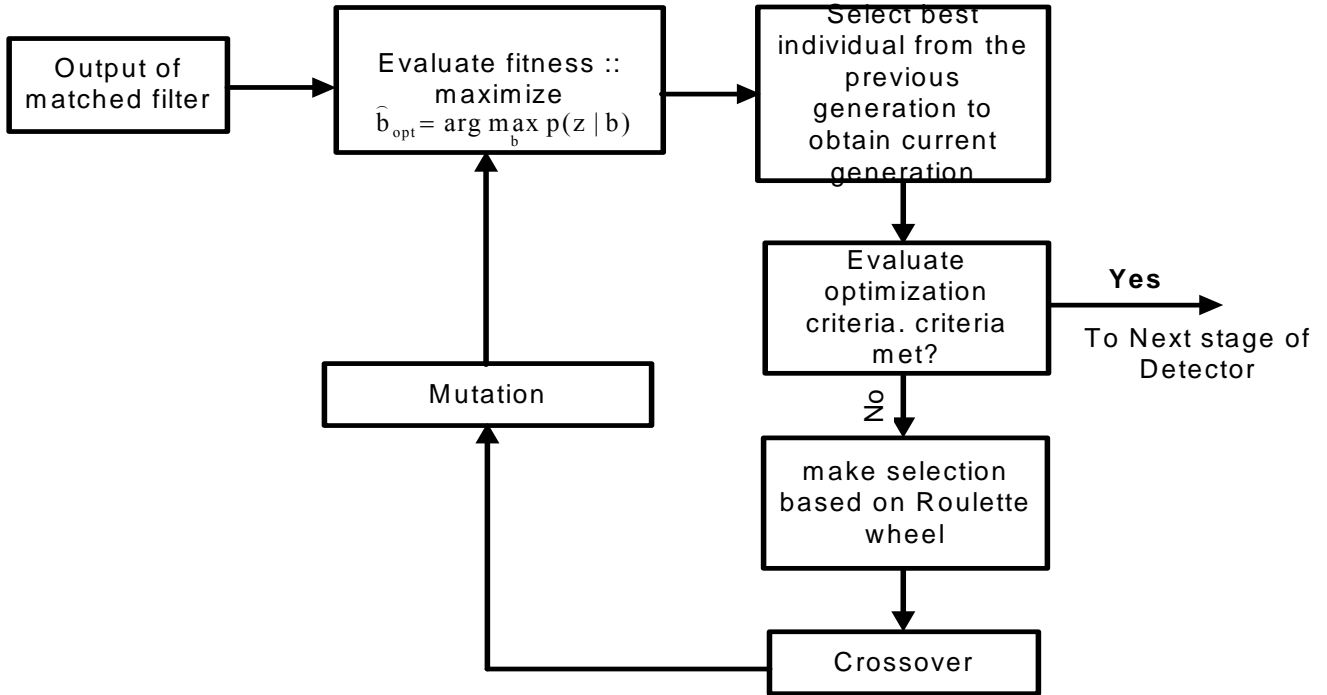 Output of
matched filter
Evaluate fitness ::
maximize
b̂ opt = arg max p(z | b)
b
Select best
individual from the
previous
generation to
obtain current
generation
Evaluate
optimization
criteria. criteria
met?
Yes
To Next stage of
Detector
No
make selection
based on Roulette
wheel
Crossover
Mutation